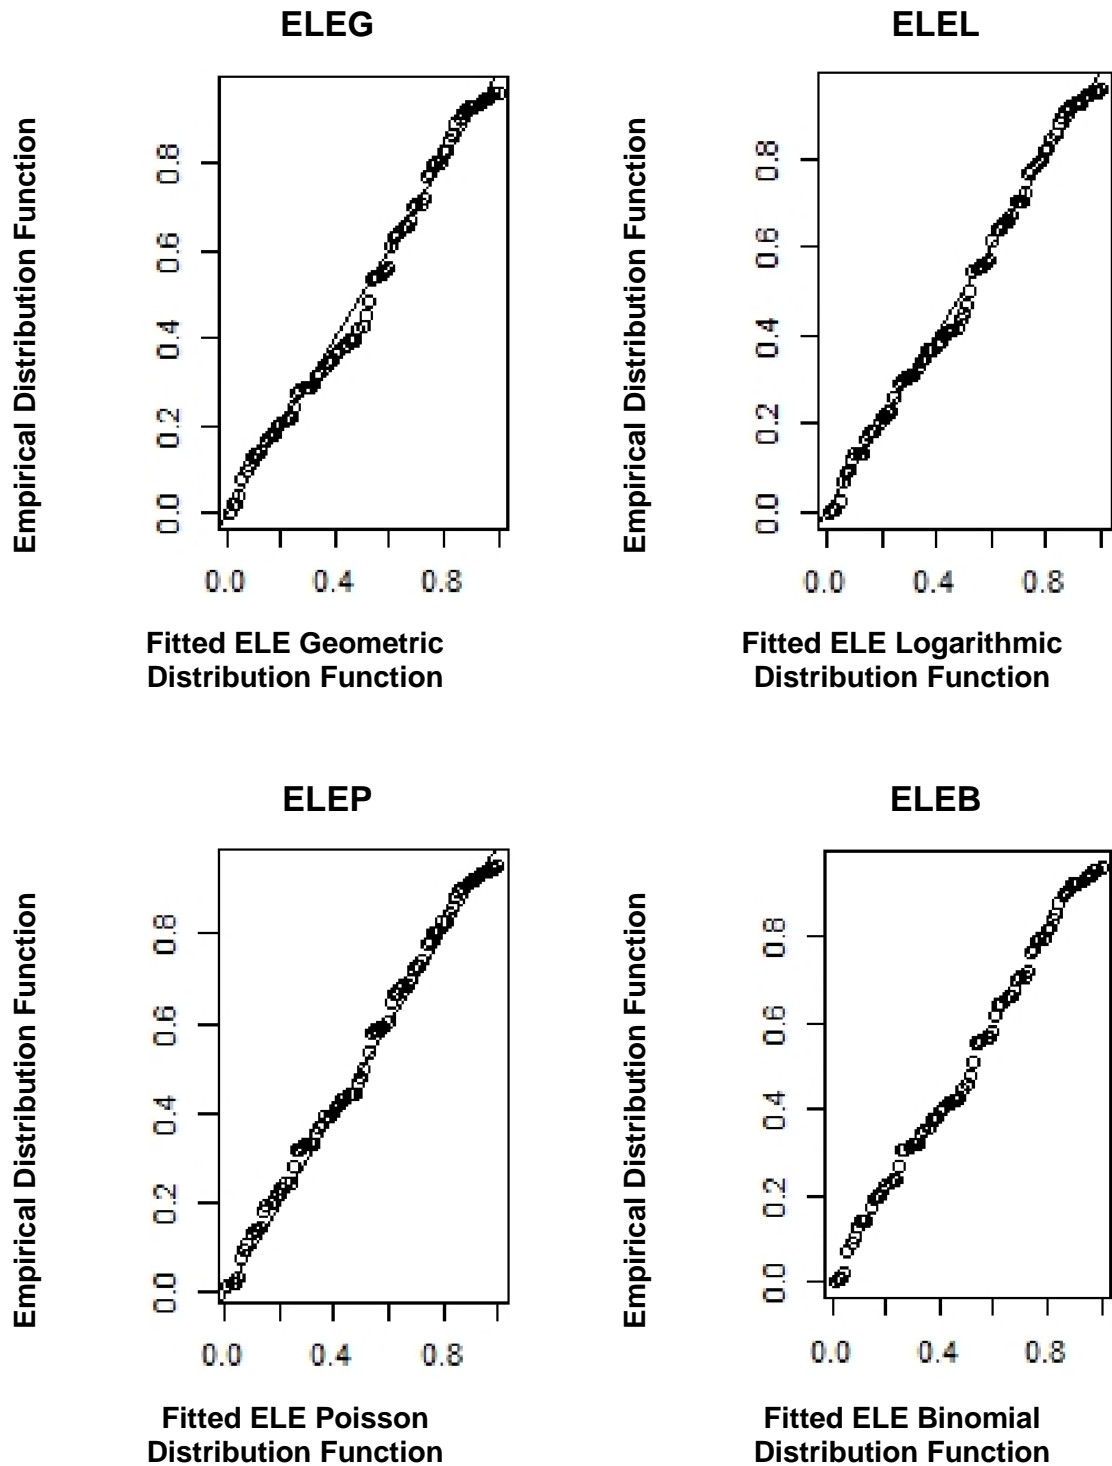 ELEG
Empirical Distribution Function
0.8
0.6
0.4
0.2
0.0
0.0 0.4 0.8
Fitted ELE Geometric
Distribution Function
ELEL
Empirical Distribution Function
0.8
0.6
0.4
0.2
0.0
0.0 0.4 0.8
Fitted ELE Logarithmic
Distribution Function
ELEP
Empirical Distribution Function
0.8
0.6
0.4
0.2
0.0
0.0 0.4 0.8
Fitted ELE Poisson
Distribution Function
ELEB
Empirical Distribution Function
0.8
0.6
0.4
0.2
0.0
0.0 0.4 0.8
Fitted ELE Binomial
Distribution Function